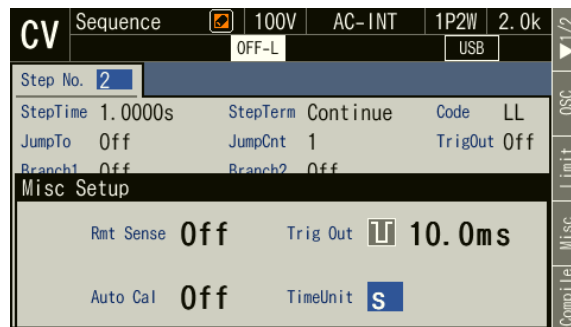 CV Sequence 100V AC-INT 1P2W 2.0k
OFF-L USB
▼1/2
Step No. 2
StepTime 1.0000s StepTerm Continue Code LL
JumpTo Off JumpCnt 1 TrigOut Off
Branch1 Off Branch2 Off
Misc Setup
Rmt Sense Off Trig Out 10.0ms
Auto Cal Off TimeUnit s
OSC
Limit
Misc
Compile